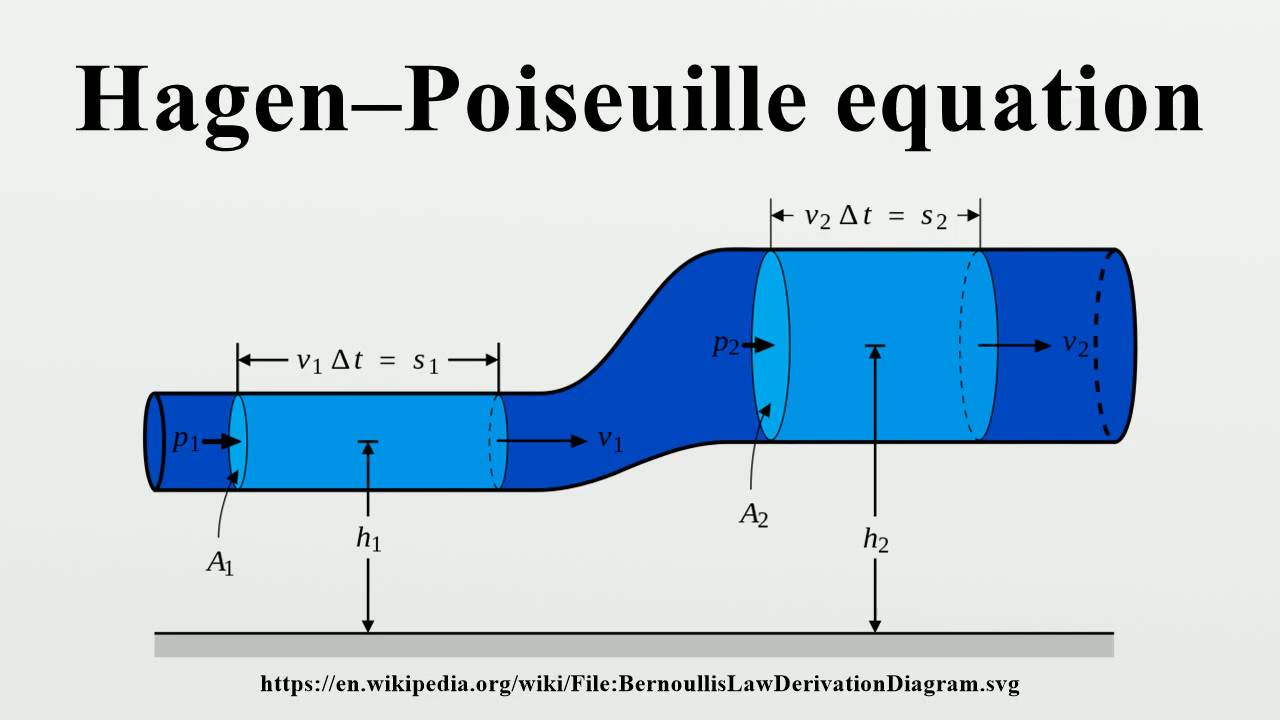 Hagen–Poiseuille equation
v₂ Δt = s₂
v₁ Δt = s₁
p₂
v₂
p₁
v₁
A₂
h₁
h₂
A₁
https://en.wikipedia.org/wiki/File:BernoullisLawDerivationDiagram.svg